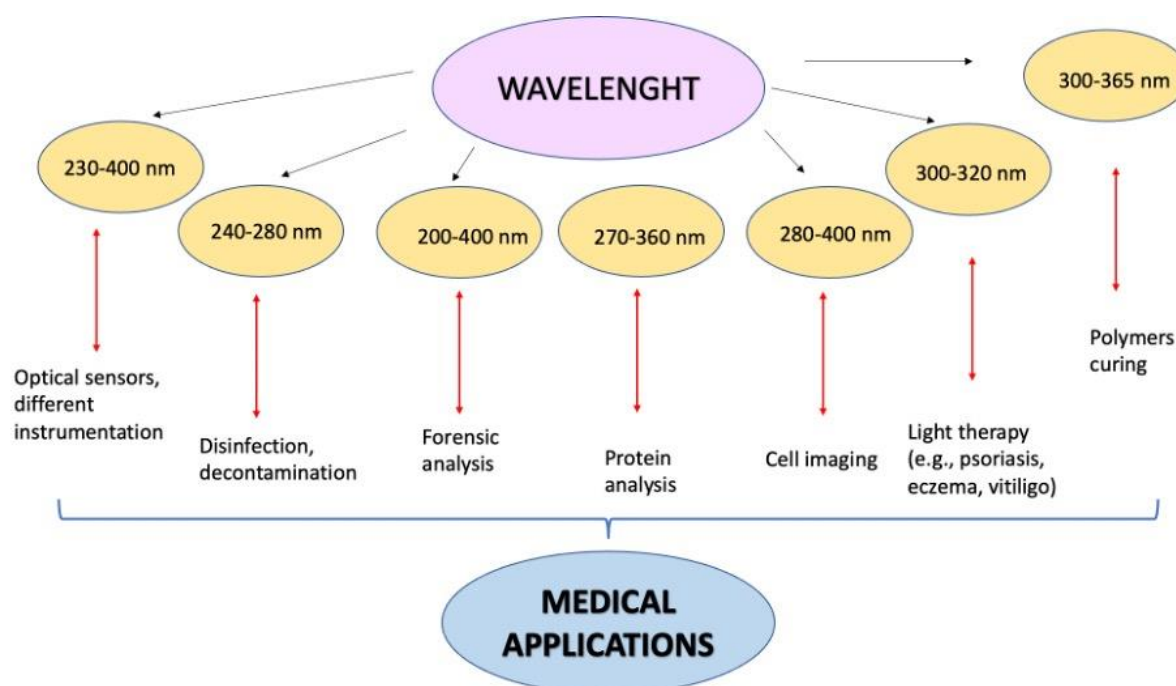 WAVELENGHT
230-400 nm
240-280 nm
200-400 nm
270-360 nm
280-400 nm
300-320 nm
300-365 nm
Optical sensors,
different
instrumentation
Disinfection,
decontamination
Forensic
analysis
Protein
analysis
Cell imaging
Light therapy
(e.g., psoriasis,
eczema, vitiligo)
Polymers
curing
MEDICAL
APPLICATIONS